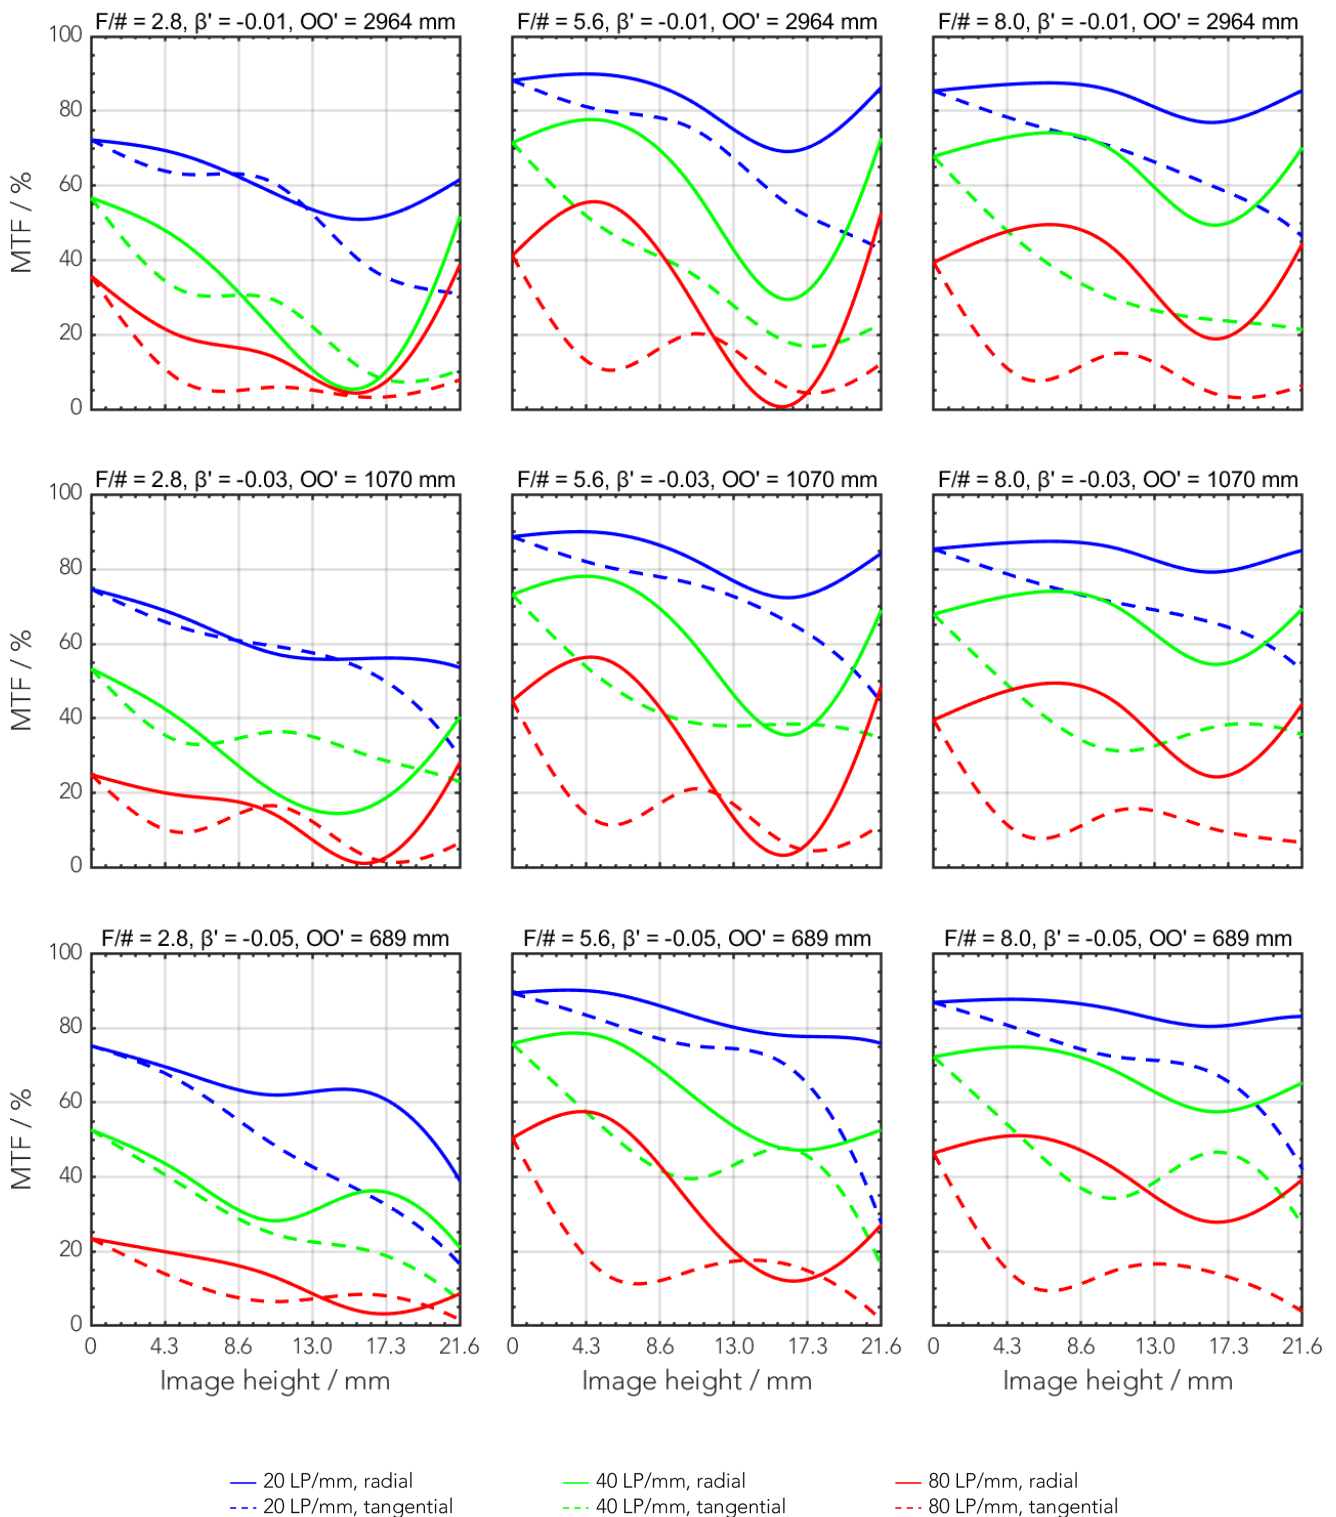 F/# = 2.8, β' = -0.01, OO' = 2964 mm
F/# = 5.6, β' = -0.01, OO' = 2964 mm
F/# = 8.0, β' = -0.01, OO' = 2964 mm
100
80
60
40
20
0
MTF / %
F/# = 2.8, β' = -0.03, OO' = 1070 mm
F/# = 5.6, β' = -0.03, OO' = 1070 mm
F/# = 8.0, β' = -0.03, OO' = 1070 mm
100
80
60
40
20
0
MTF / %
F/# = 2.8, β' = -0.05, OO' = 689 mm
F/# = 5.6, β' = -0.05, OO' = 689 mm
F/# = 8.0, β' = -0.05, OO' = 689 mm
100
80
60
40
20
0
MTF / %
0 4.3 8.6 13.0 17.3 21.6
0 4.3 8.6 13.0 17.3 21.6
0 4.3 8.6 13.0 17.3 21.6
Image height / mm
Image height / mm
Image height / mm
20 LP/mm, radial
40 LP/mm, radial
80 LP/mm, radial
20 LP/mm, tangential
40 LP/mm, tangential
80 LP/mm, tangential